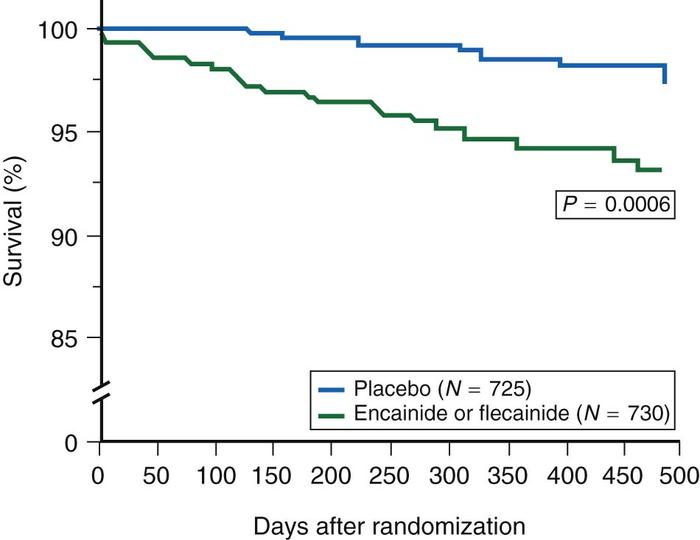 100
95
90
85
0
Survival (%)
P = 0.0006
Placebo (N = 725)
Encainide or flecainide (N = 730)
0 50 100 150 200 250 300 350 400 450 500
Days after randomization